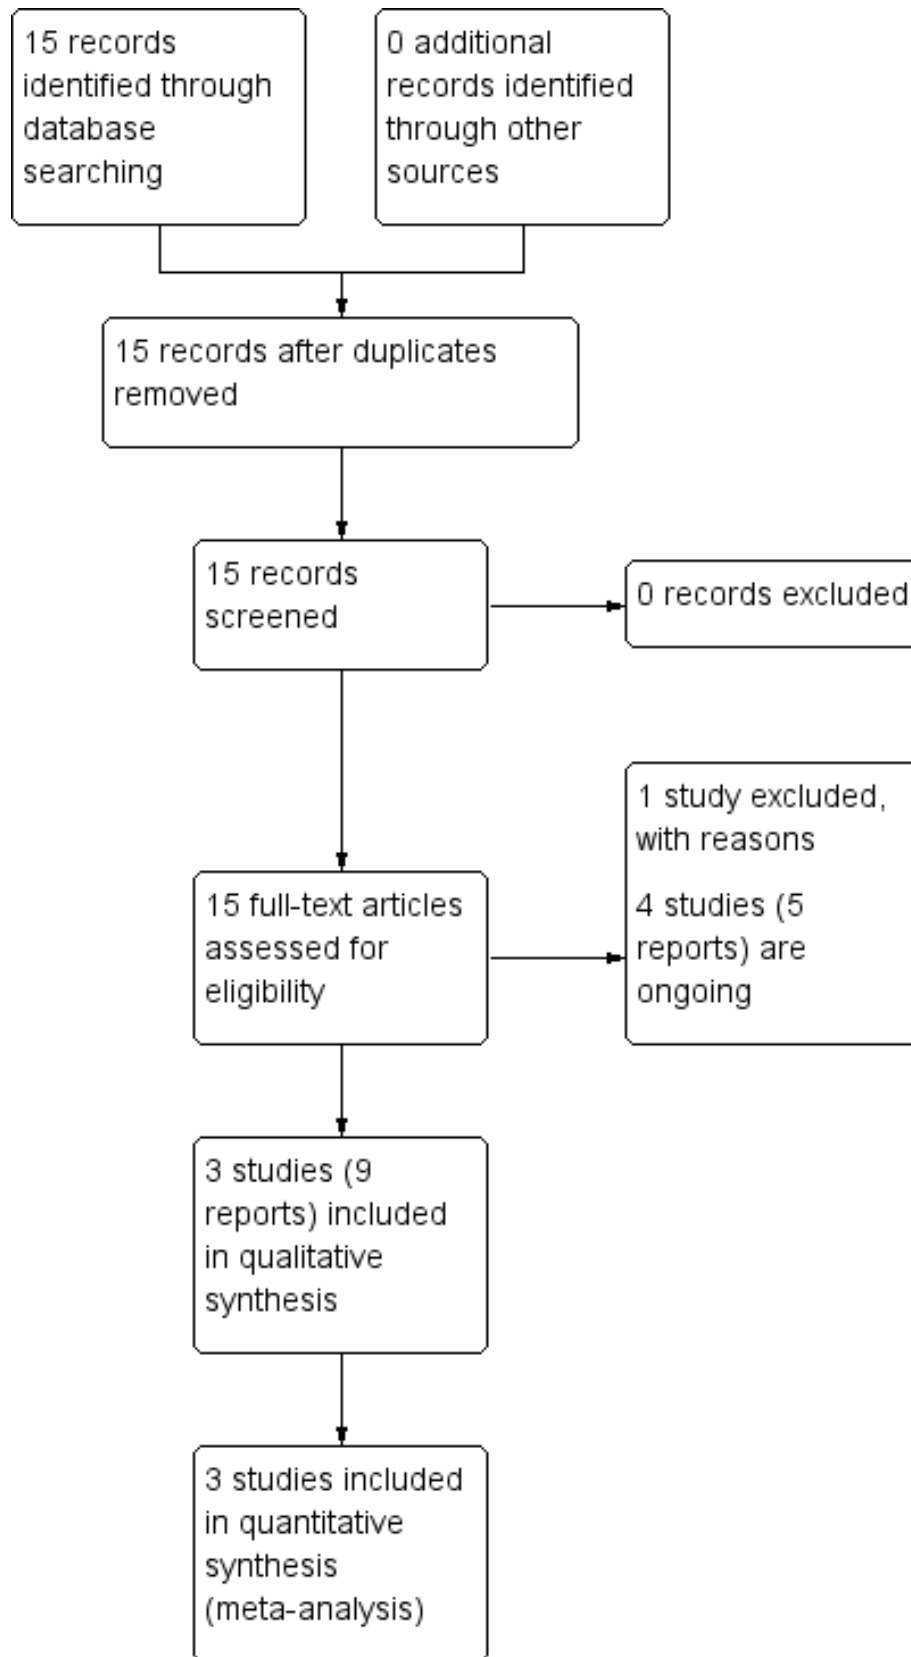 15 records
identified through
database
searching
0 additional
records identified
through other
sources
15 records after duplicates
removed
15 records
screened
0 records excluded
15 full-text articles
assessed for
eligibility
1 study excluded,
with reasons
4 studies (5
reports) are
ongoing
3 studies (9
reports) included
in qualitative
synthesis
3 studies included
in quantitative
synthesis
(meta-analysis)